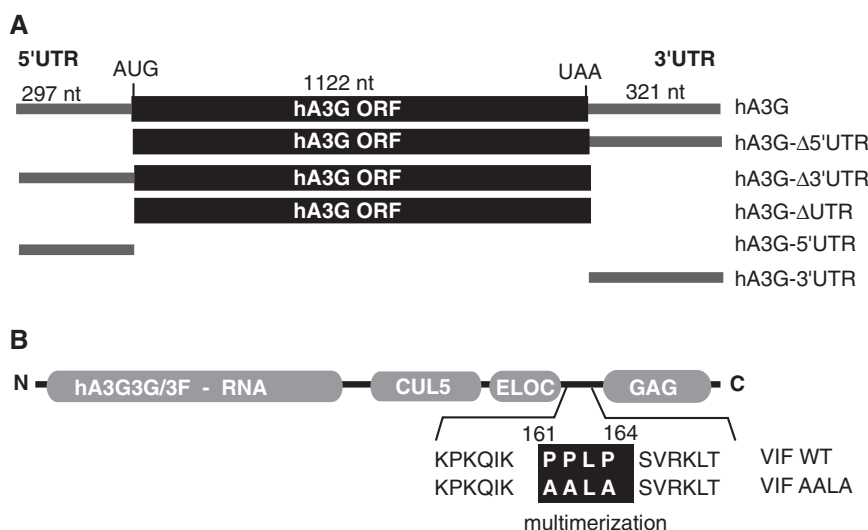 A
5'UTR 3'UTR
AUG UAA
297 nt 1122 nt 321 nt
hA3G ORF hA3G
hA3G ORF hA3G-Δ5'UTR
hA3G ORF hA3G-Δ3'UTR
hA3G ORF hA3G-ΔUTR
hA3G-5'UTR
hA3G-3'UTR
B
N hA3G3G/3F - RNA CUL5 ELOC GAG C
161 164
KPKQIK PPLP SVRKLT VIF WT
KPKQIK AALA SVRKLT VIF AALA
multimerization